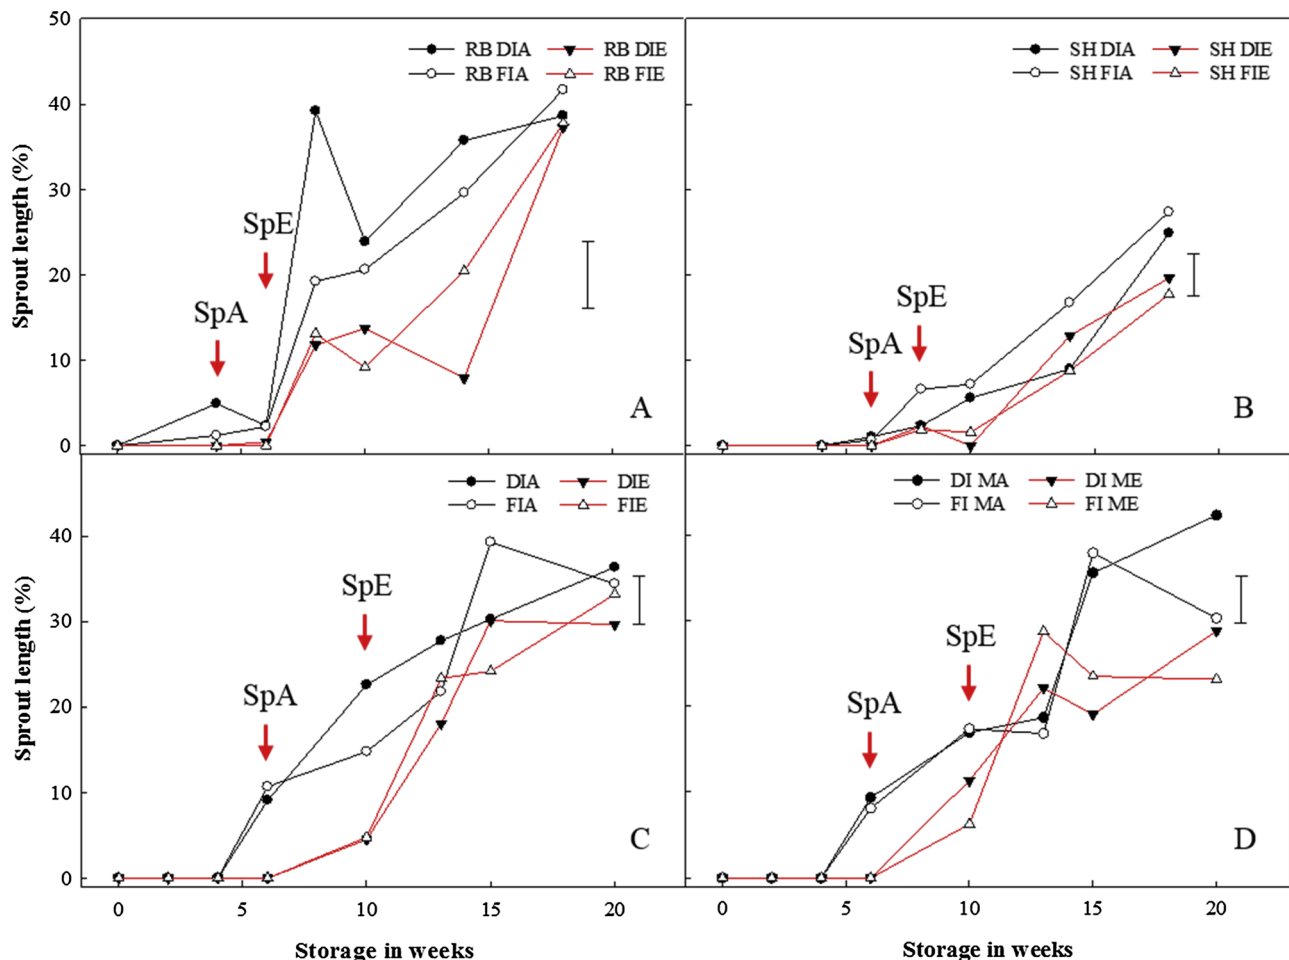 50
40
30
20
10
0
Sprout length (%)
RB DIA
RB DIE
RB FIA
RB FIE
SpE
SpA
A
SH DIA
SH DIE
SH FIA
SH FIE
SpE
SpA
B
40
30
20
10
0
Sprout length (%)
DIA
DIE
FIA
FIE
SpE
SpA
C
DI MA
DI ME
FI MA
FI ME
SpE
SpA
D
0 5 10 15 20
0 5 10 15 20
Storage in weeks
Storage in weeks